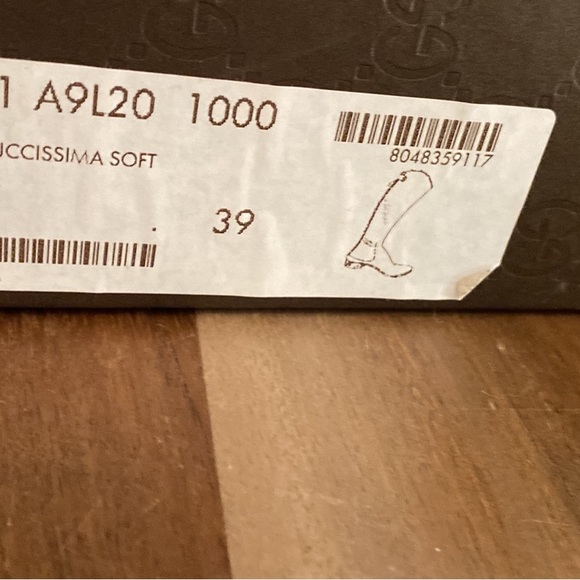 1 A9L20 1000
8048359117
UCCISSIMA SOFT
39